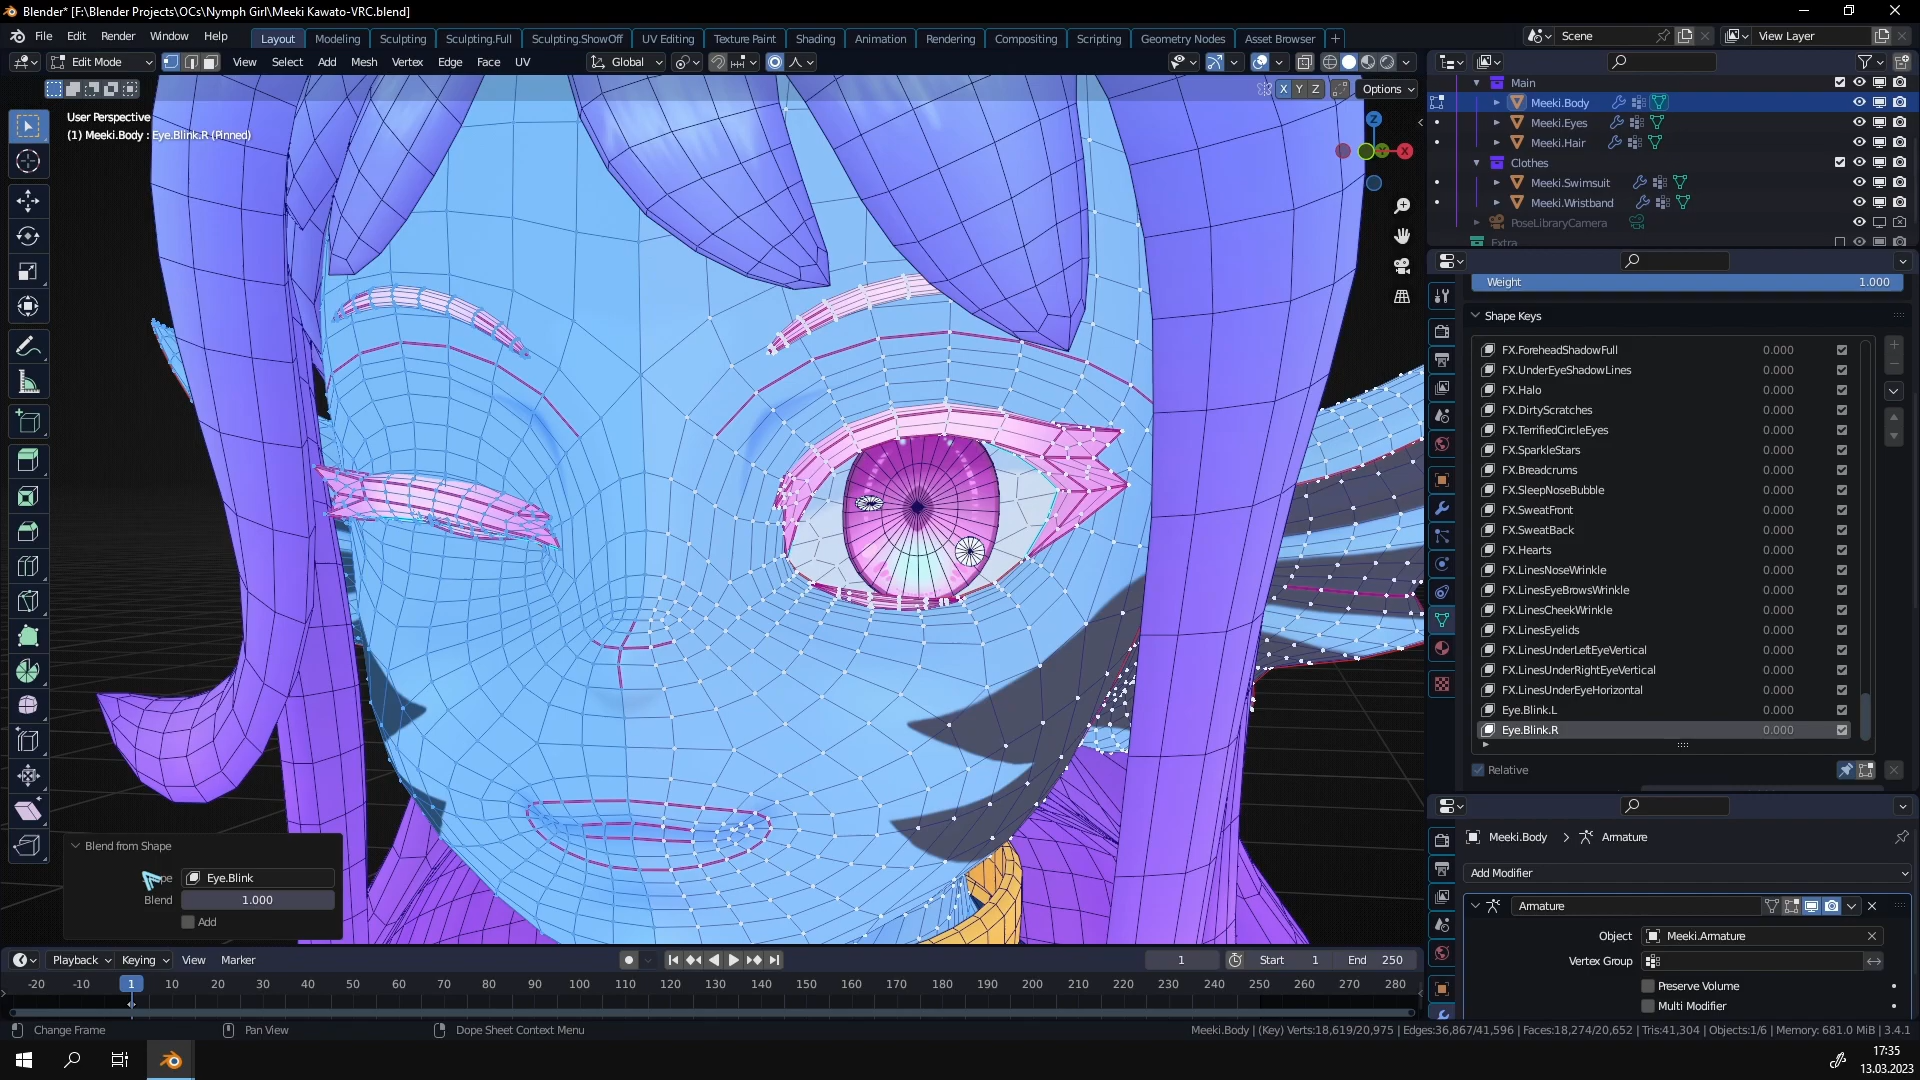 Blender* [F:\Blender Projects\OCs\Nymph Girl\Meeki Kawato-VRC.blend]
File Edit Render Window Help Layout Modeling Sculpting Sculpting.Full Sculpting.ShowOff UV Editing Texture Paint Shading Animation Rendering Compositing Scripting Geometry Nodes Asset Browser + Scene View Layer
Edit Mode View Select Add Mesh Vertex Edge Face UV Global
X Y Z Options
User Perspective
(1) Meeki.Body : Eye.Blink.R (Pinned)
Z
X
Main
Meeki.Body
Meeki.Eyes
Meeki.Hair
Clothes
Meeki.Swimsuit
Meeki.Wristband
PoseLibraryCamera
Extra
Weight 1.000
Shape Keys
FX.ForeheadShadowFull 0.000
FX.UnderEyeShadowLines 0.000
FX.Halo 0.000
FX.DirtyScratches 0.000
FX.TerrifiedCircleEyes 0.000
FX.SparkleStars 0.000
FX.Breadcrums 0.000
FX.SleepNoseBubble 0.000
FX.SweatFront 0.000
FX.SweatBack 0.000
FX.Hearts 0.000
FX.LinesNoseWrinkle 0.000
FX.LinesEyeBrowsWrinkle 0.000
FX.LinesCheekWrinkle 0.000
FX.LinesEyelids 0.000
FX.LinesUnderLeftEyeVertical 0.000
FX.LinesUnderRightEyeVertical 0.000
FX.LinesUnderEyeHorizontal 0.000
Eye.Blink.L 0.000
Eye.Blink.R 0.000
Relative
Meeki.Body > Armature
Add Modifier
Armature
Object Meeki.Armature
Vertex Group
Preserve Volume
Multi Modifier
Blend from Shape
Eye.Blink
Blend 1.000
Add
Playback Keying View Marker 1 Start 1 End 250
-20 -10 1 10 20 30 40 50 60 70 80 90 100 110 120 130 140 150 160 170 180 190 200 210 220 230 240 250 260 270 280
Change Frame Pan View Dope Sheet Context Menu Meeki.Body | (Key) Verts:18,619/20,975 | Edges:36,867/41,596 | Faces:18,274/20,652 | Tris:41,304 | Objects:1/6 | Memory: 681.0 MiB | 3.4.1
17:35
13.03.2023